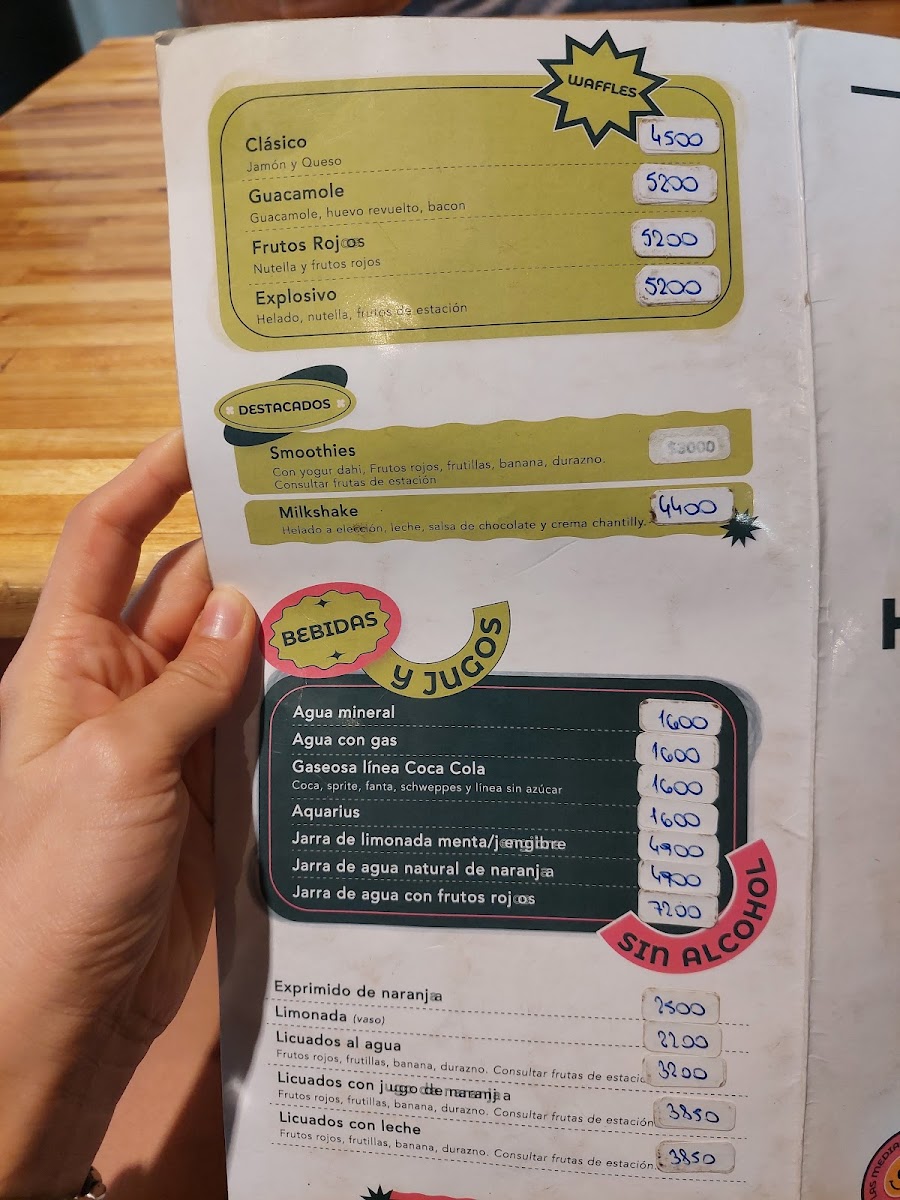 WAFFLES
Clásico 4500
Jamón y Queso
Guacamole 5200
Guacamole, huevo revuelto, bacon
Frutos Rojos 5200
Nutella y frutos rojos
Explosivo 5200
Helado, nutella, frutos de estación
DESTACADOS
Smoothies $3000
Con yogur dahi, Frutos rojos, frutillas, banana, durazno.
Consultar frutas de estación
Milkshake 4400
Helado a elección, leche, salsa de chocolate y crema chantilly.
BEBIDAS
Y JUGOS
Agua mineral 1600
Agua con gas 1600
Gaseosa línea Coca Cola 1600
Coca, sprite, fanta, schweppes y línea sin azúcar
Aquarius 1600
Jarra de limonada menta/jengibre 4900
Jarra de agua natural de naranja 4900
Jarra de agua con frutos rojos 7200
SIN ALCOHOL
Exprimido de naranja 2500
Limonada (vaso) 2200
Licuados al agua 3200
Frutos rojos, frutillas, banana, durazno. Consultar frutas de estació
Licuados con jugo de naranja 3850
Frutos rojos, frutillas, banana, durazno. Consultar frutas de estación
Licuados con leche 3850
Frutos rojos, frutillas, banana, durazno. Consultar frutas de estación.
H
AS MEDIA